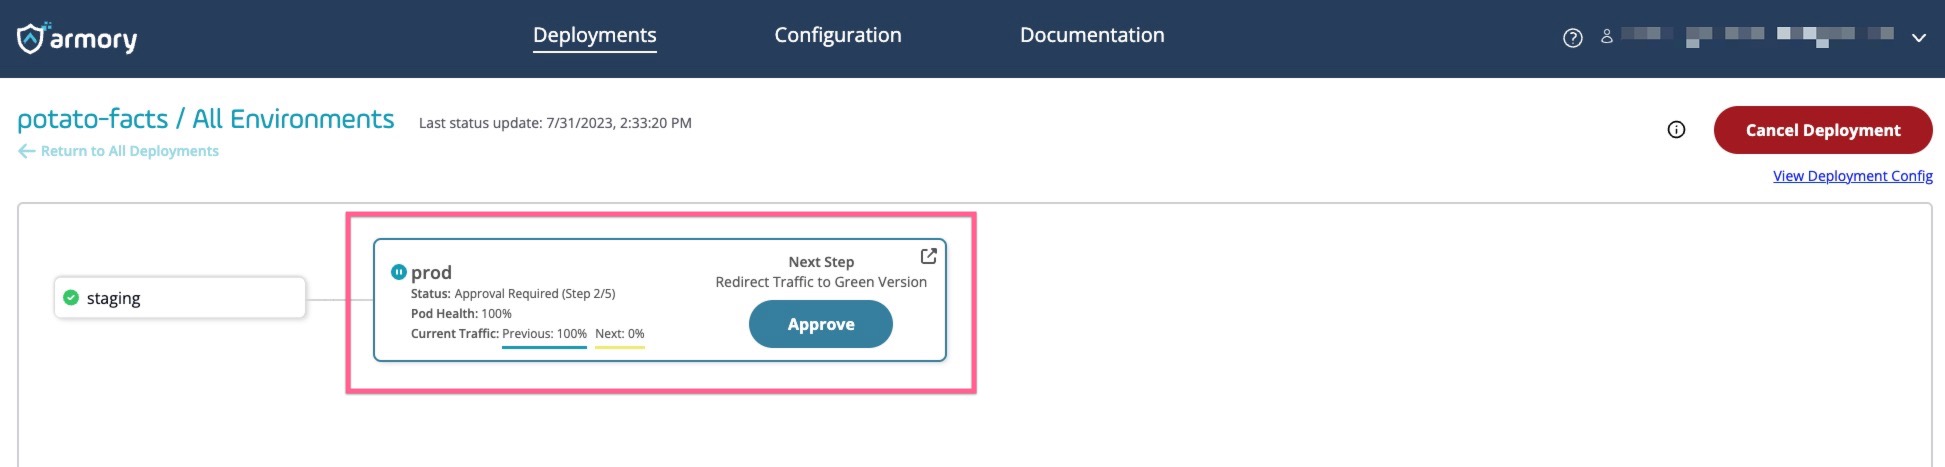 armory
Deployments
Configuration
Documentation
potato-facts / All Environments
Last status update: 7/31/2023, 2:33:20 PM
Cancel Deployment
Return to All Deployments
View Deployment Config
staging
prod
Status: Approval Required (Step 2/5)
Pod Health: 100%
Current Traffic: Previous: 100% Next: 0%
Next Step
Redirect Traffic to Green Version
Approve